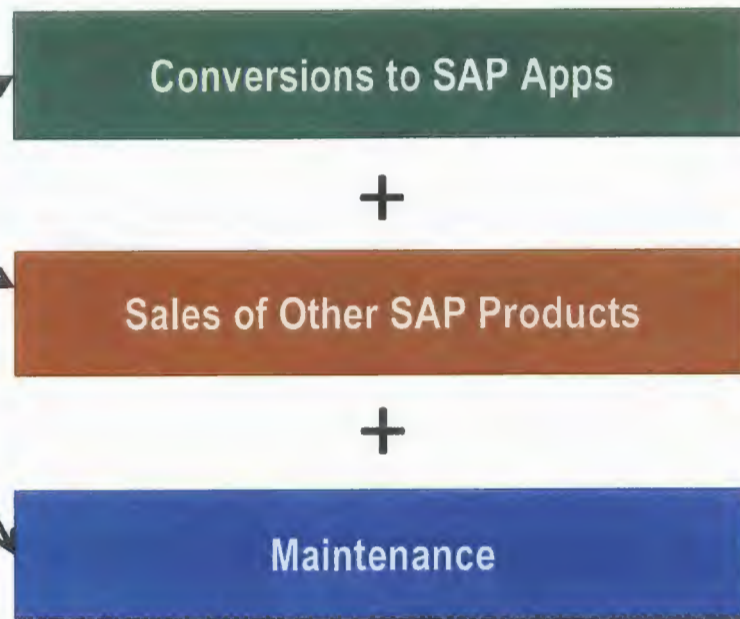 Conversions to SAP Apps
+
Sales of Other SAP Products
+
Maintenance